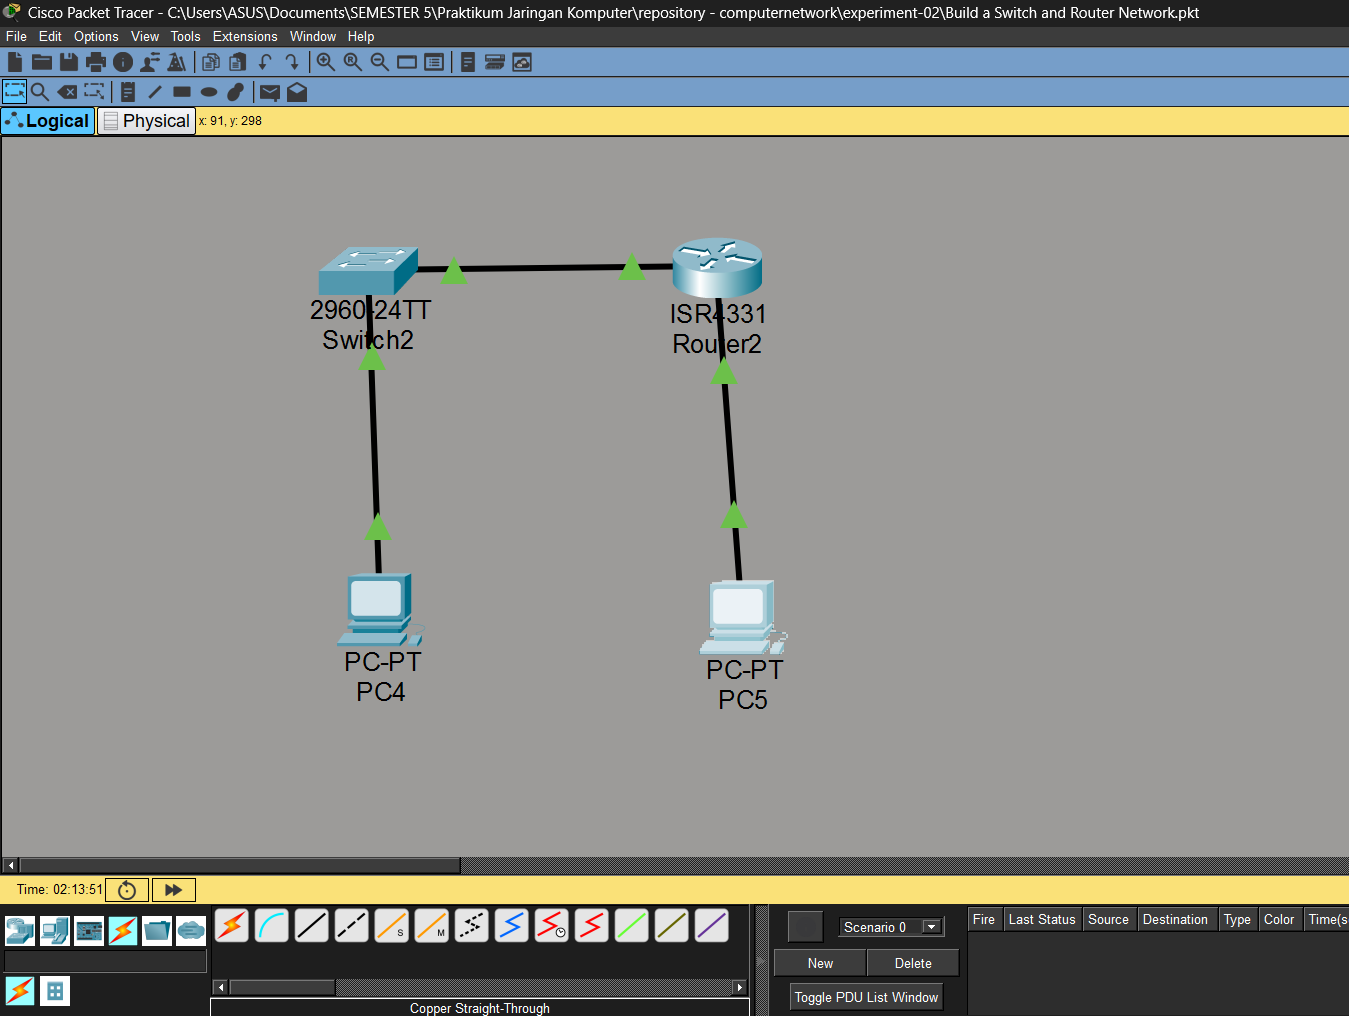 Cisco Packet Tracer - C:\Users\ASUS\Documents\SEMESTER 5\Praktikum Jaringan Komputer\repository - computernetwork\experiment-02\Build a Switch and Router Network.pkt
File Edit Options View Tools Extensions Window Help
Logical Physical x: 91, y: 298
2960-24TT
Switch2
ISR4331
Router2
PC-PT
PC4
PC-PT
PC5
Time: 02:13:51
S
M
Copper Straight-Through
Scenario 0
New Delete
Toggle PDU List Window
Fire Last Status Source Destination Type Color Time(s